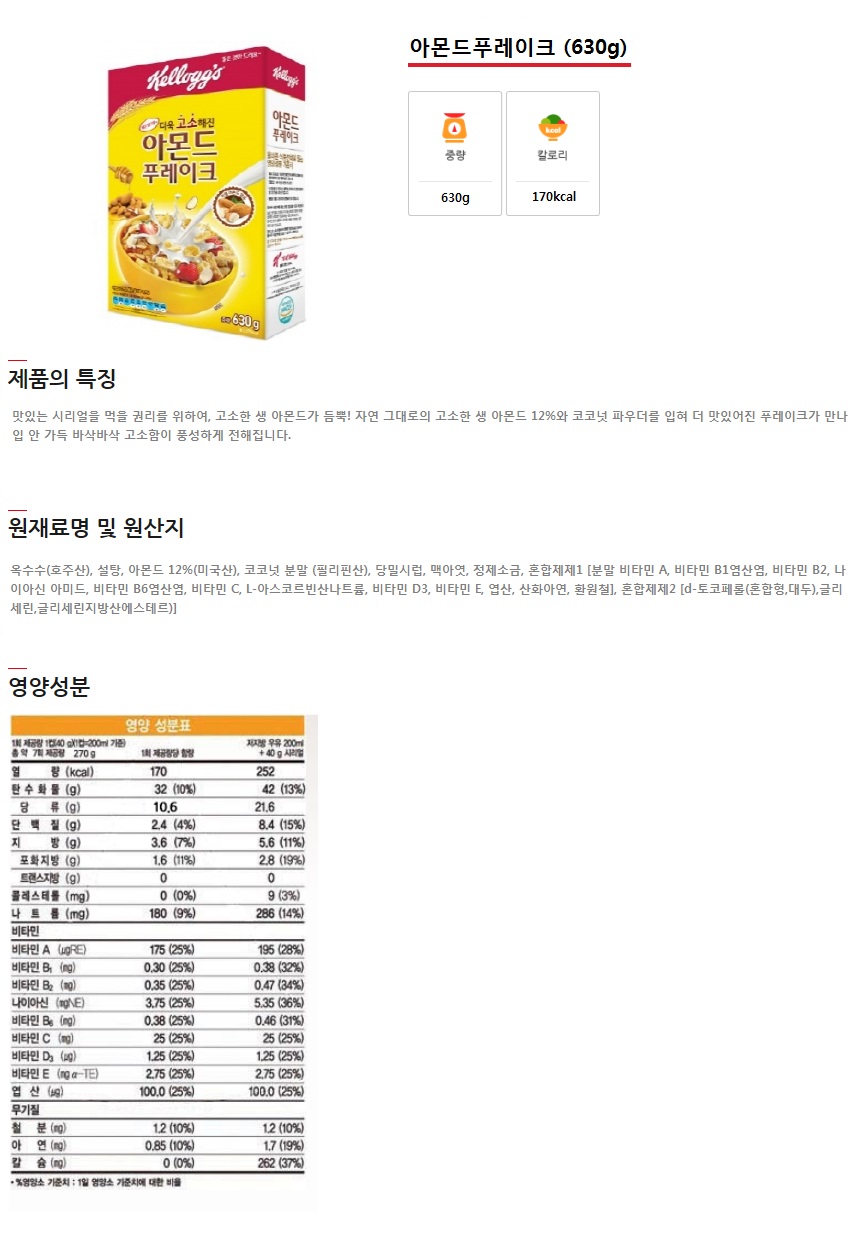 아몬드푸레이크 (630g)
Kellogg's
Kellogg's
더욱 고소해진
아몬드
푸레이크
아몬드
푸레이크
630g
중량
630g
kcal
칼로리
170kcal
제품의 특징
맛있는 시리얼을 먹을 권리를 위하여, 고소한 생 아몬드가 듬뿍! 자연 그대로의 고소한 생 아몬드 12%와 코코넛 파우더를 입혀 더 맛있어진 푸레이크가 만나
입 안 가득 바삭바삭 고소함이 풍성하게 전해집니다.
원재료명 및 원산지
옥수수(호주산), 설탕, 아몬드 12%(미국산), 코코넛 분말 (필리핀산), 당밀시럽, 맥아엿, 정제소금, 혼합제제1 [분말 비타민 A, 비타민 B1염산염, 비타민 B2, 나
이아신 아미드, 비타민 B6염산염, 비타민 C, L-아스코르빈산나트륨, 비타민 D3, 비타민 E, 엽산, 산화아연, 환원철], 혼합제제2 [d-토코페롤(혼합형,대두),글리
세린,글리세린지방산에스테르)]
영양성분
영양 성분표
1회 제공량 1컵(40 g)(1컵=200ml 기준) 저지방 우유 200ml
총 약 7회 제공량 270 g 1회 제공량당 함량 + 40 g 시리얼
열 량 (kcal) 170 252
탄 수 화 물 (g) 32 (10%) 42 (13%)
당 류 (g) 10.6 21.6
단 백 질 (g) 2.4 (4%) 8.4 (15%)
지 방 (g) 3.6 (7%) 5.6 (11%)
포화지방 (g) 1.6 (11%) 2.8 (19%)
트랜스지방 (g) 0 0
콜레스테롤 (mg) 0 (0%) 9 (3%)
나 트 륨 (mg) 180 (9%) 286 (14%)
비타민
비타민 A (μgRE) 175 (25%) 195 (28%)
비타민 B₁ (mg) 0.30 (25%) 0.38 (32%)
비타민 B₂ (mg) 0.35 (25%) 0.47 (34%)
나이아신 (mgNE) 3.75 (25%) 5.35 (36%)
비타민 B₆ (mg) 0.38 (25%) 0.46 (31%)
비타민 C (mg) 25 (25%) 25 (25%)
비타민 D₃ (μg) 1.25 (25%) 1.25 (25%)
비타민 E (mg α-TE) 2.75 (25%) 2.75 (25%)
엽 산 (μg) 100.0 (25%) 100.0 (25%)
무기질
철 분 (mg) 1.2 (10%) 1.2 (10%)
아 연 (mg) 0.85 (10%) 1.7 (19%)
칼 슘 (mg) 0 (0%) 262 (37%)
• %영양소 기준치 : 1일 영양소 기준치에 대한 비율